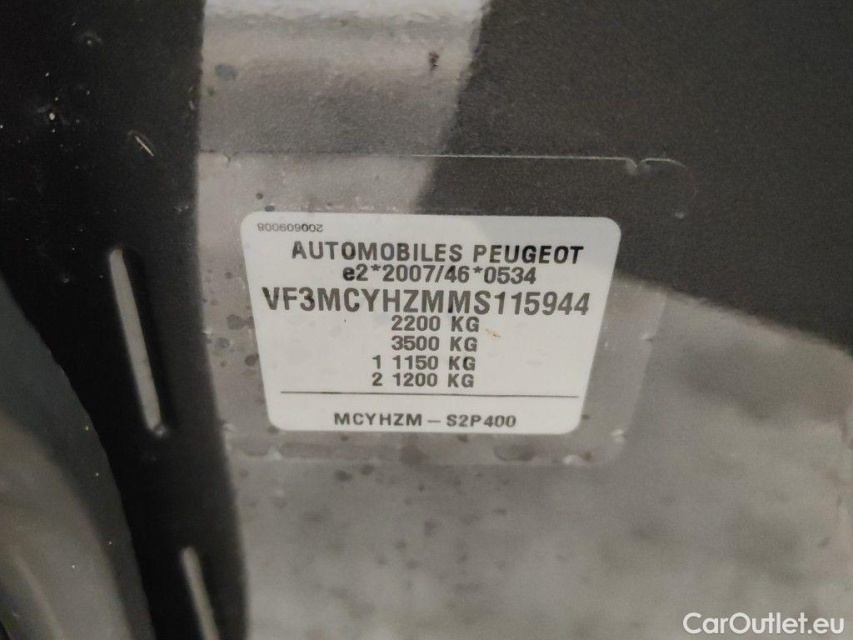 200609008
AUTOMOBILES PEUGEOT
e2*2007/46*0534
VF3MCYHZMMS115944
2200 KG
3500 KG
1 1150 KG
2 1200 KG
MCYHZM – S2P400
CarOutlet.eu